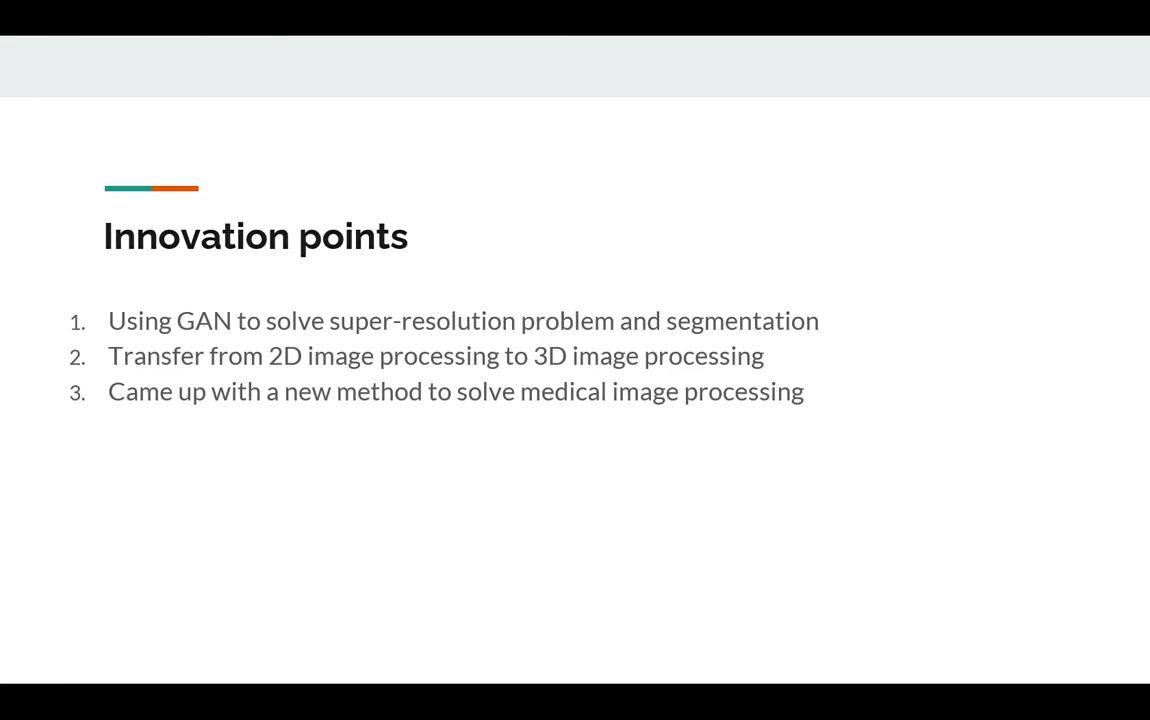 Innovation points
1. Using GAN to solve super-resolution problem and segmentation
2. Transfer from 2D image processing to 3D image processing
3. Came up with a new method to solve medical image processing